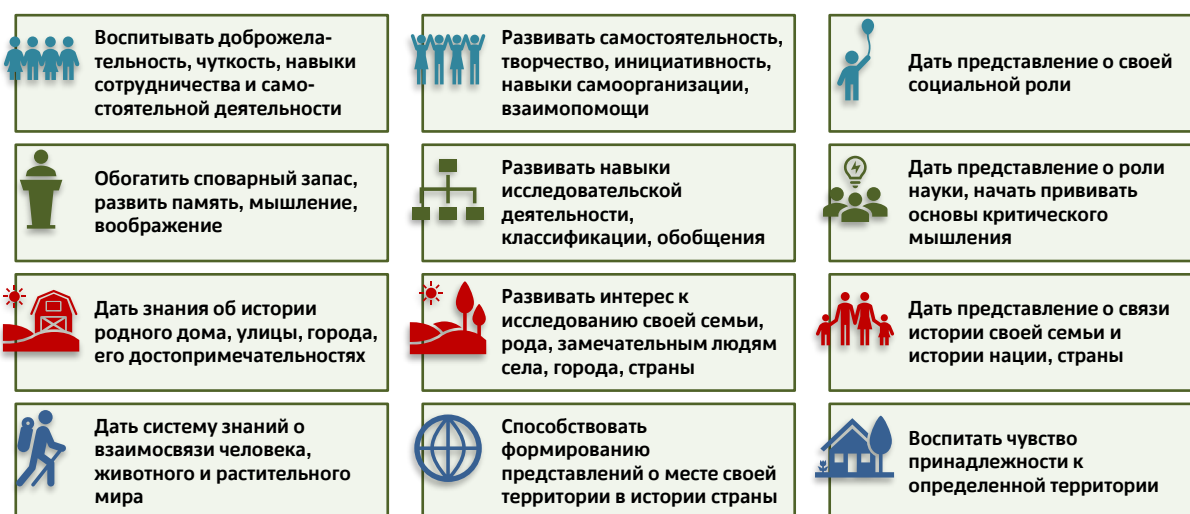 Воспитывать доброжела-
тельность, чуткость, навыки
сотрудничества и само-
стоятельной деятельности
Развивать самостоятельность,
творчество, инициативность,
навыки самоорганизации,
взаимопомощи
Дать представление о своей
социальной роли
Обогатить споварный запас,
развить память, мышление,
воображение
Развивать навыки
исследовательской
деятельности,
классификации, обобщения
Дать представление о роли
науки, начать прививать
основы критического
мышления
Дать знания об истории
родного дома, улицы, города,
его достопримечательностях
Развивать интерес к
исследованию своей семьи,
рода, замечательным людям
села, города, страны
Дать представление о связи
истории своей семьи и
истории нации, страны
Дать систему знаний о
взаимосвязи человека,
животного и растительного
мира
Способствовать
формированию
представлений о месте своей
территории в истории страны
Воспитать чувство
принадлежности к
определенной территории